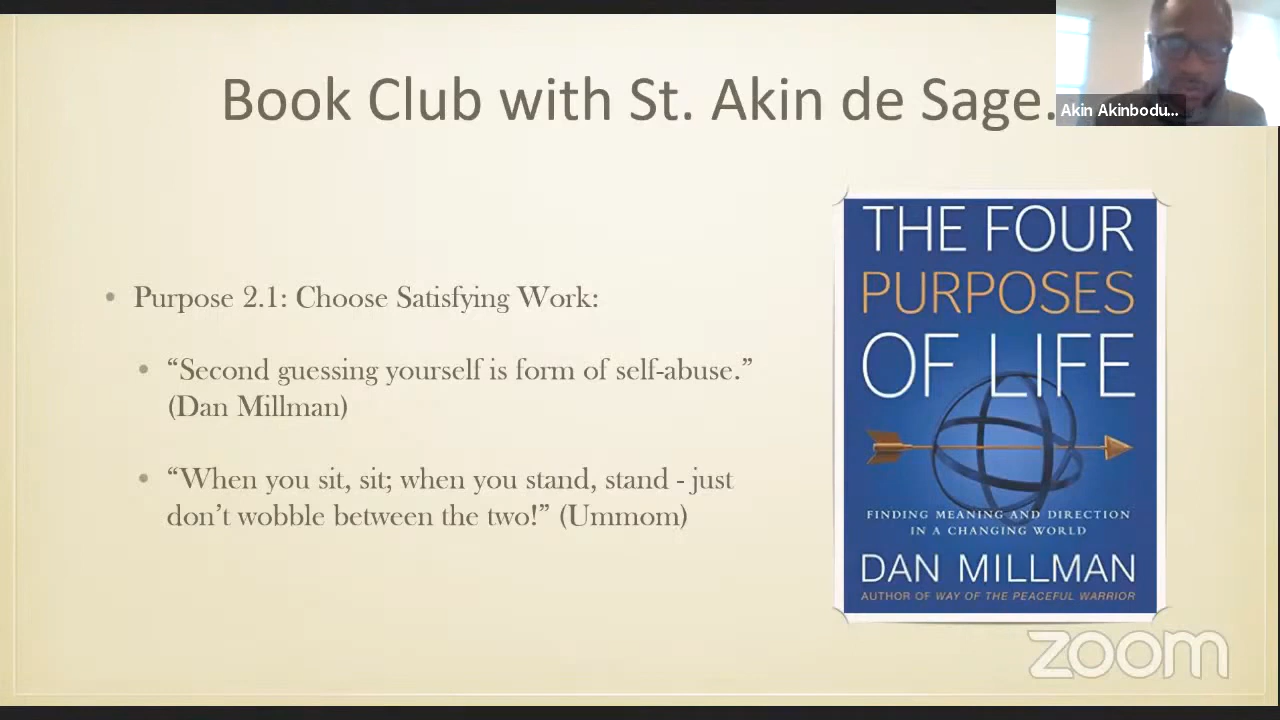 Book Club with St. Akin de Sage.
Akin Akinbodu...
• Purpose 2.1: Choose Satisfying Work:
• “Second guessing yourself is form of self-abuse.”
(Dan Millman)
• “When you sit, sit; when you stand, stand - just
don’t wobble between the two!” (Ummom)
THE FOUR
PURPOSES
OF LIFE
FINDING MEANING AND DIRECTION
IN A CHANGING WORLD
DAN MILLMAN
AUTHOR OF WAY OF THE PEACEFUL WARRIOR
zoom